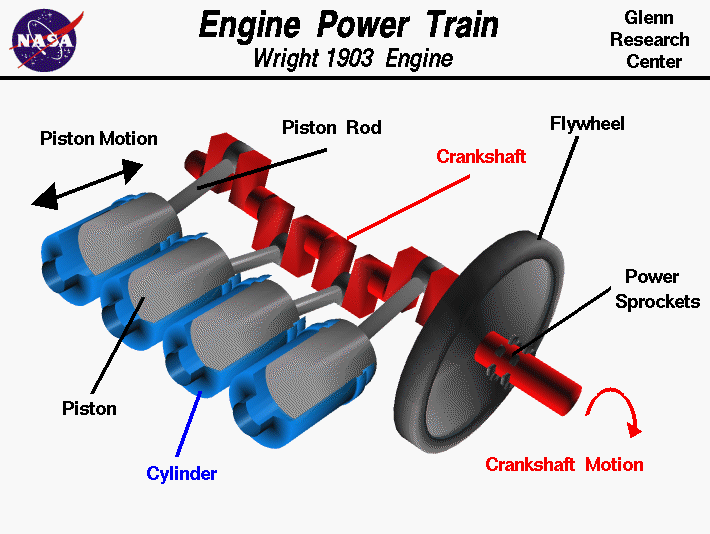 NASA
Engine Power Train
Wright 1903 Engine
Glenn
Research
Center
Piston Motion
Piston Rod
Crankshaft
Flywheel
Power
Sprockets
Piston
Cylinder
Crankshaft Motion